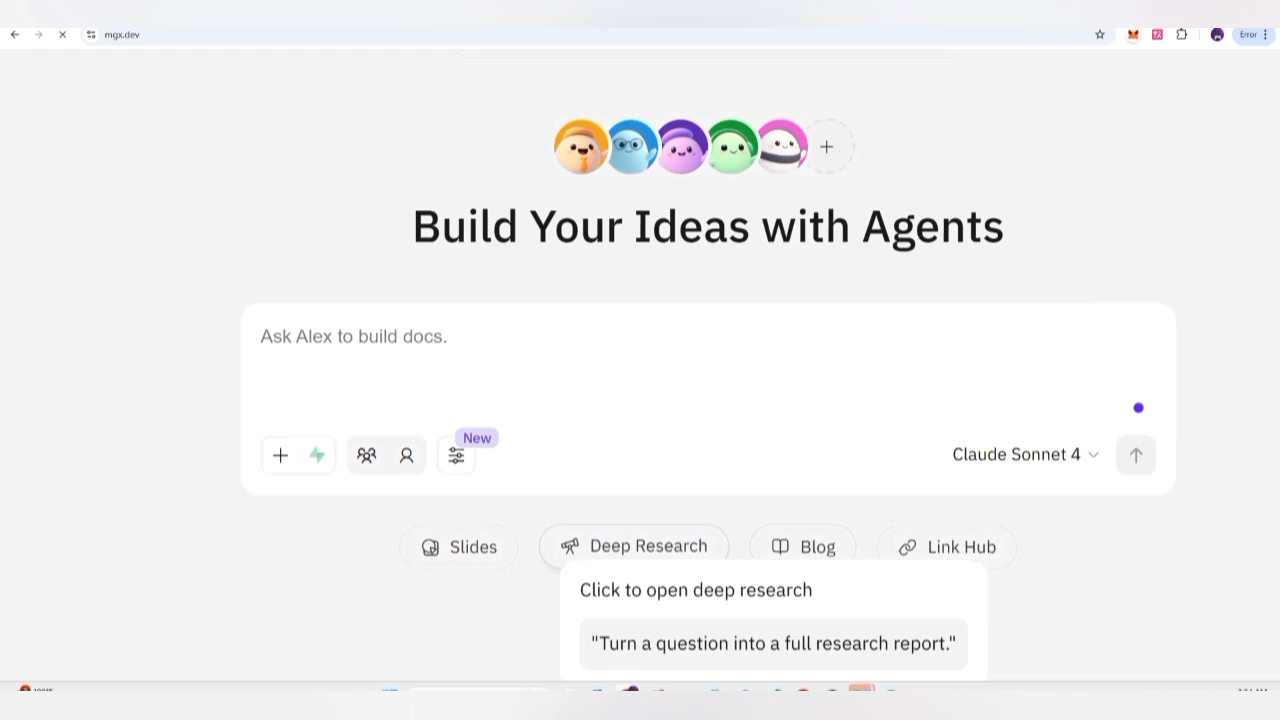 mgx.dev
Error
Build Your Ideas with Agents
Ask Alex to build docs.
New
Claude Sonnet 4
Slides
Deep Research
Blog
Link Hub
Click to open deep research
"Turn a question into a full research report."